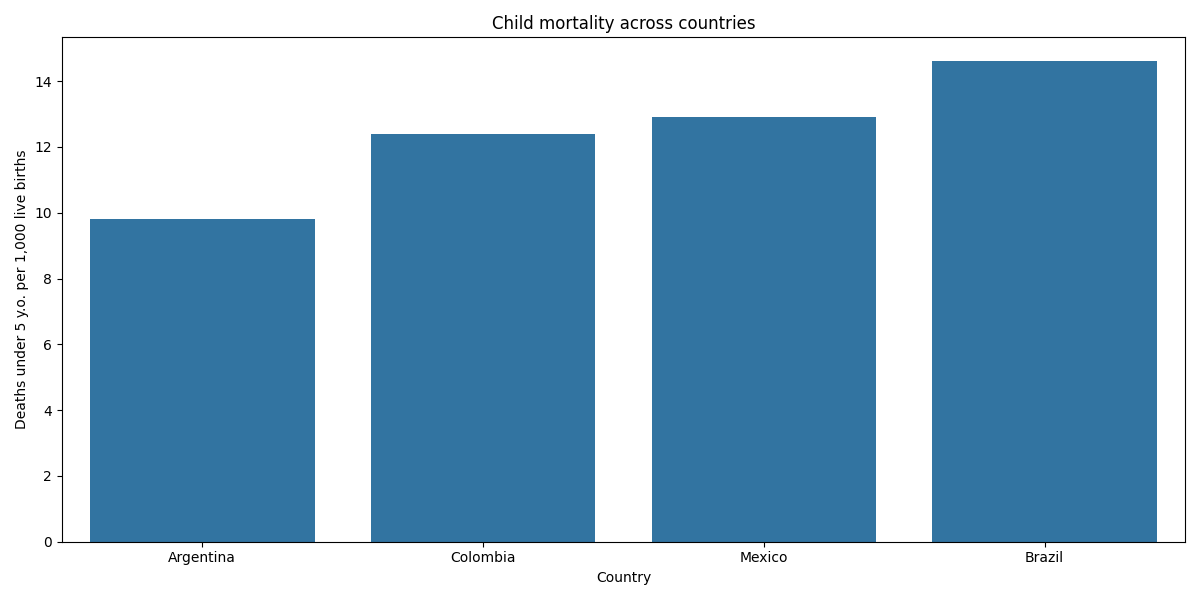 Child mortality across countries
Deaths under 5 y.o. per 1,000 live births
14
12
10
8
6
4
2
0
Argentina
Colombia
Mexico
Brazil
Country